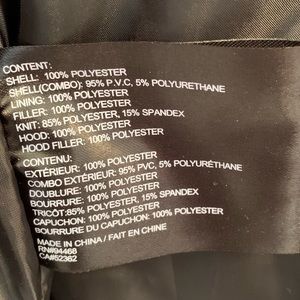 CONTENT:
SHELL: 100% POLYESTER
SHELL(COMBO): 95% P.V.C, 5% POLYURETHANE
LINING: 100% POLYESTER
FILLER: 100% POLYESTER
KNIT: 85% POLYESTER, 15% SPANDEX
HOOD: 100% POLYESTER
HOOD FILLER: 100% POLYESTER
CONTENU:
EXTÉRIEUR: 100% POLYESTER
COMBO EXTÉRIEUR: 95% PVC, 5% POLYURÉTHANE
DOUBLURE: 100% POLYESTER
BOURRURE: 100% POLYESTER
TRICOT:85% POLYESTER, 15% SPANDEX
CAPUCHON: 100% POLYESTER
BOURRURE DU CAPUCHON: 100% POLYESTER
MADE IN CHINA / FAIT EN CHINE
RN#94468
CA#52362